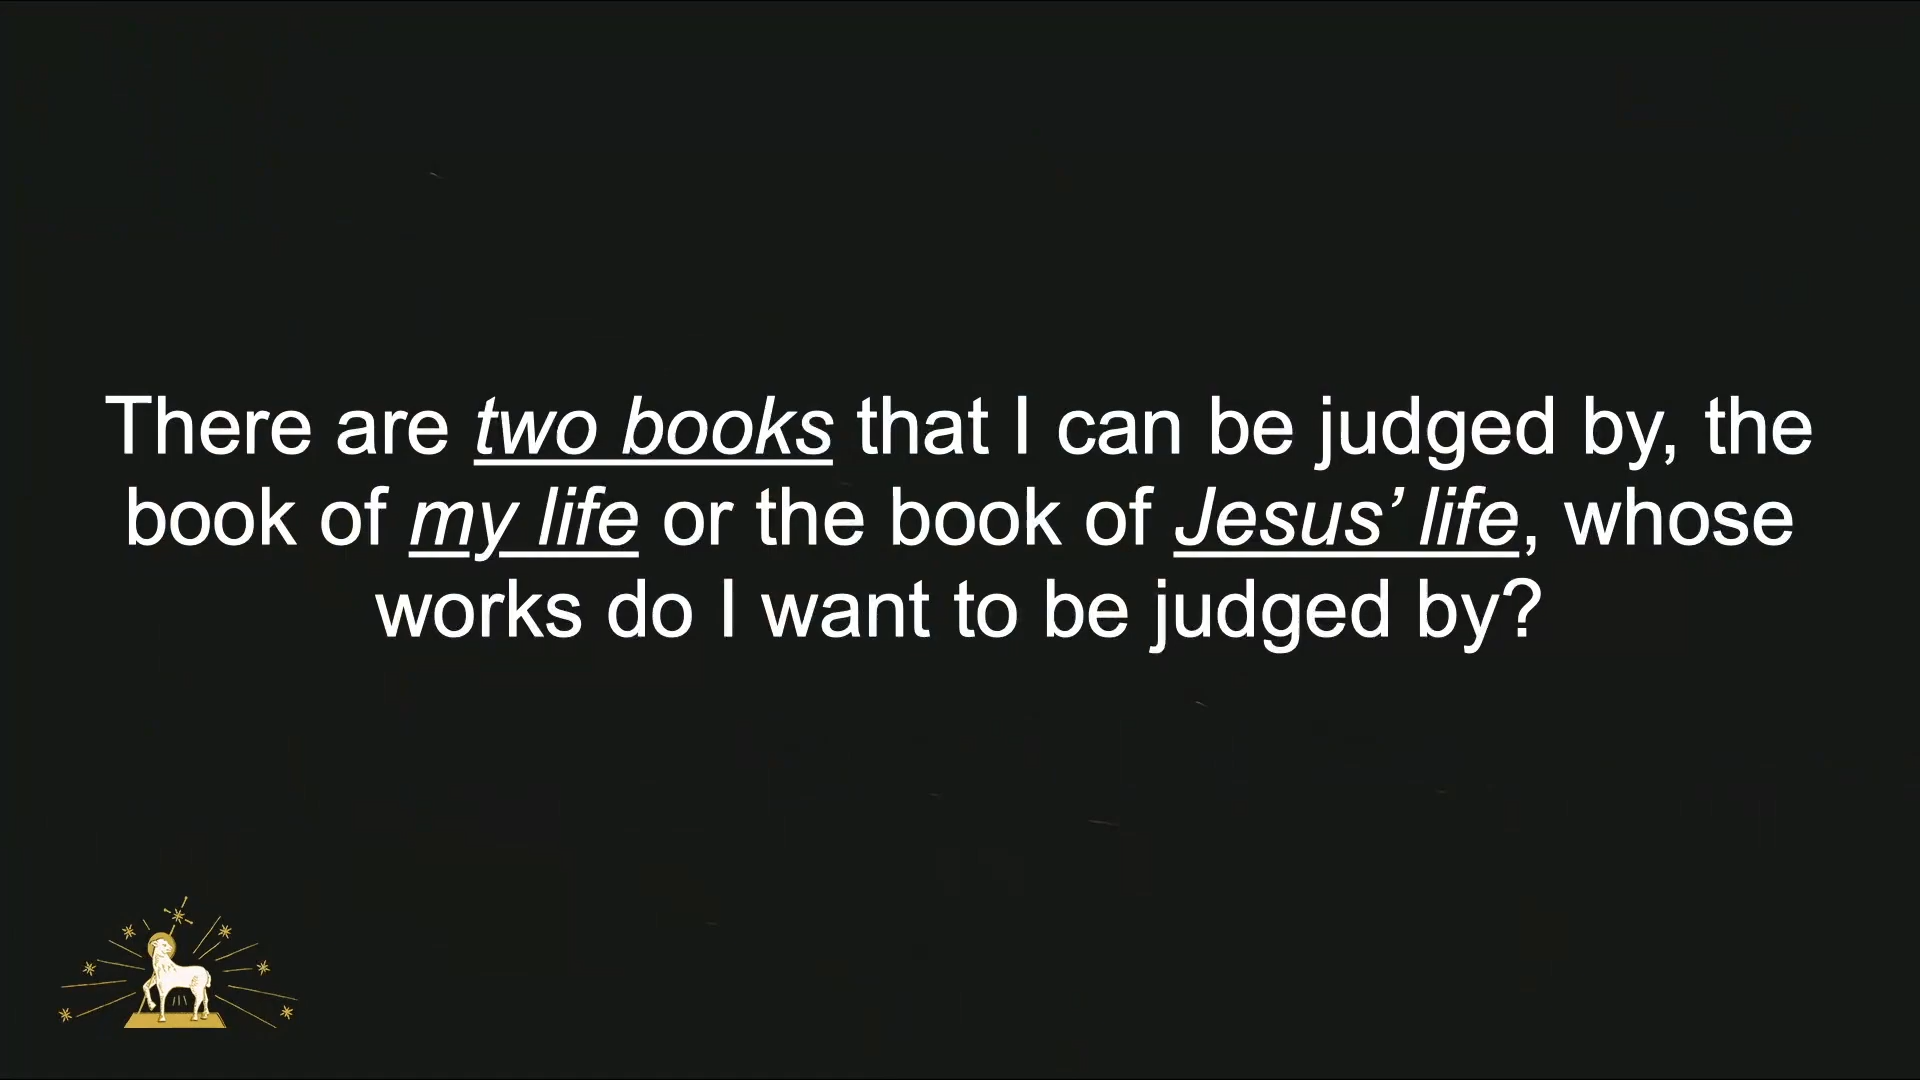 There are two books that I can be judged by, the
book of my life or the book of Jesus’ life, whose
works do I want to be judged by?